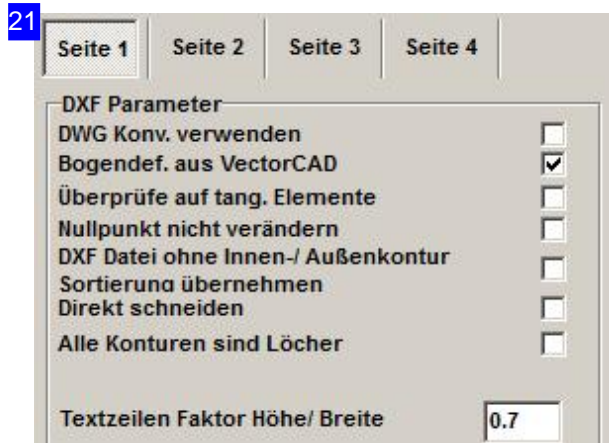 21
Seite 1 Seite 2 Seite 3 Seite 4
DXF Parameter
DWG Konv. verwenden
Bogendef. aus VectorCAD
Überprüfe auf tang. Elemente
Nullpunkt nicht verändern
DXF Datei ohne Innen-/ Außenkontur
Sortierung übernehmen
Direkt schneiden
Alle Konturen sind Löcher
Textzeilen Faktor Höhe/ Breite 0.7